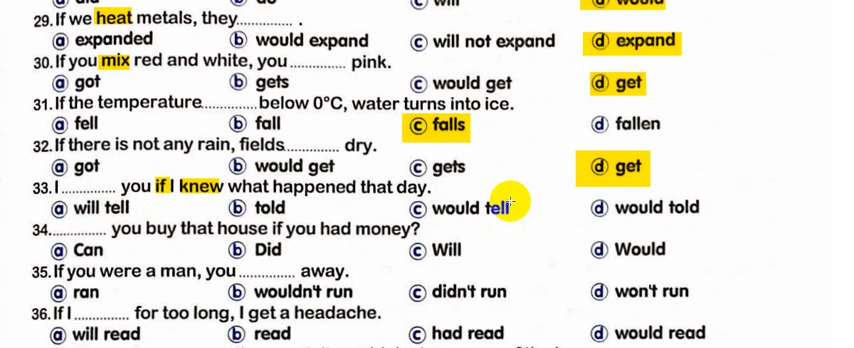 ⓒ will ⓓ would
29. If we heat metals, they.............. .
ⓐ expanded ⓑ would expand ⓒ will not expand ⓓ expand
30. If you mix red and white, you .............. pink.
ⓐ got ⓑ gets ⓒ would get ⓓ get
31. If the temperature.............. below 0°C, water turns into ice.
ⓐ fell ⓑ fall ⓒ falls ⓓ fallen
32. If there is not any rain, fields.............. dry.
ⓐ got ⓑ would get ⓒ gets ⓓ get
33. I .............. you if I knew what happened that day.
ⓐ will tell ⓑ told ⓒ would tell ⓓ would told
34. .............. you buy that house if you had money?
ⓐ Can ⓑ Did ⓒ Will ⓓ Would
35. If you were a man, you .............. away.
ⓐ ran ⓑ wouldn't run ⓒ didn't run ⓓ won't run
36. If I .............. for too long, I get a headache.
ⓐ will read ⓑ read ⓒ had read ⓓ would read